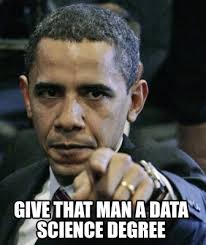 GIVE THAT MAN A DATA
SCIENCE DEGREE